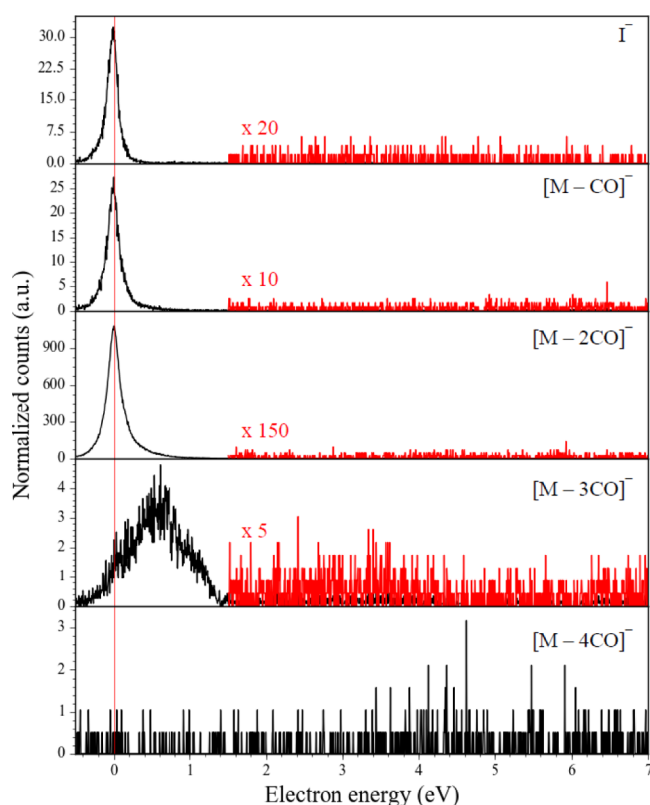 30.0
22.5
15.0
7.5
0.0
I⁻
x 20
25
20
15
10
5
0
[M – CO]⁻
x 10
900
600
300
0
[M – 2CO]⁻
x 150
4
3
2
1
0
[M – 3CO]⁻
x 5
3
2
1
0
[M – 4CO]⁻
0 1 2 3 4 5 6 7
Normalized counts (a.u.)
Electron energy (eV)